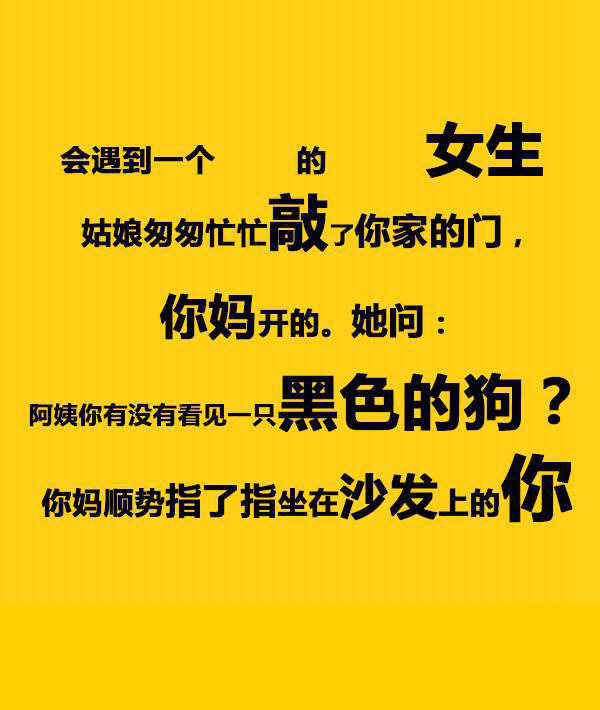 会遇到一个 的 女生
姑娘匆匆忙忙敲了你家的门，
你妈开的。她问：
阿姨你有没有看见一只黑色的狗？
你妈顺势指了指坐在沙发上的你